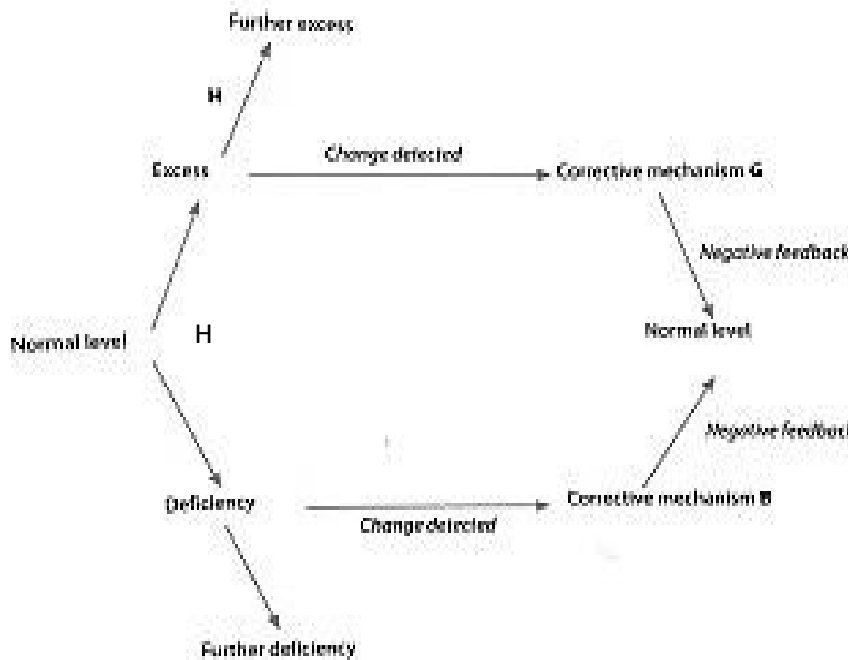 Further excess
H
Change detected
Excess
Corrective mechanism G
Negative feedback
Normal level
H
Normal level
Negative feedback
Deficiency
Change detected
Corrective mechanism B
Further deficiency